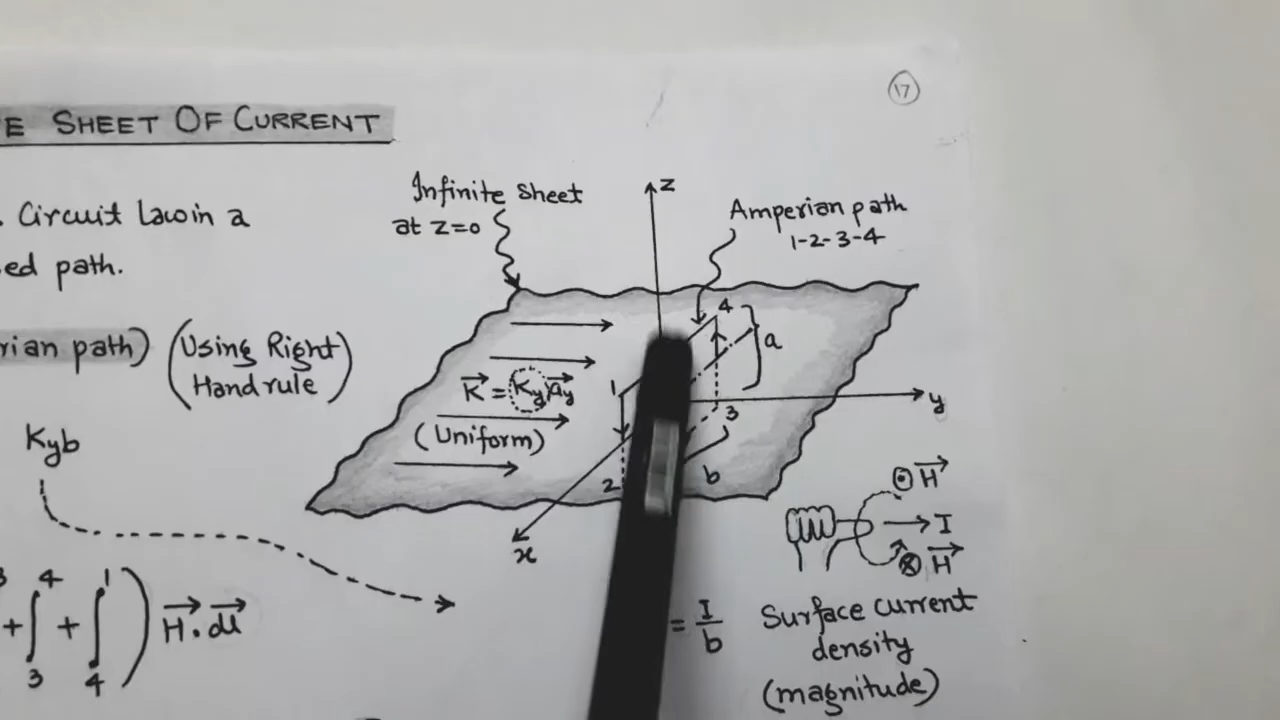 17
E SHEET OF CURRENT
. Circuit Law in a
ed path.
rian path) (Using Right
Hand rule)
Kyb
3 4 1
+∫ + ∫ ) H⃗ . dl⃗
3 4
Infinite Sheet
at z=0
z
Amperian path
1-2-3-4
4
a
1
K⃗ = Ky a⃗y
(Uniform)
3
y
2
b
x
⊙ H⃗
I
⊗ H⃗
= I/b
Surface current
density
(magnitude)